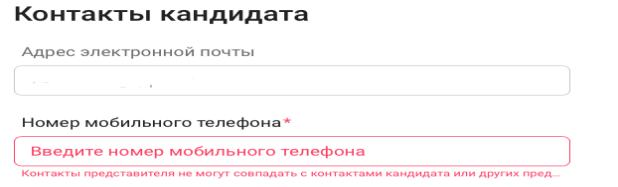 Контакты кандидата
Адрес электронной почты
Номер мобильного телефона*
Введите номер мобильного телефона
Контакты представителя не могут совпадать с контактами кандидата или других пред...